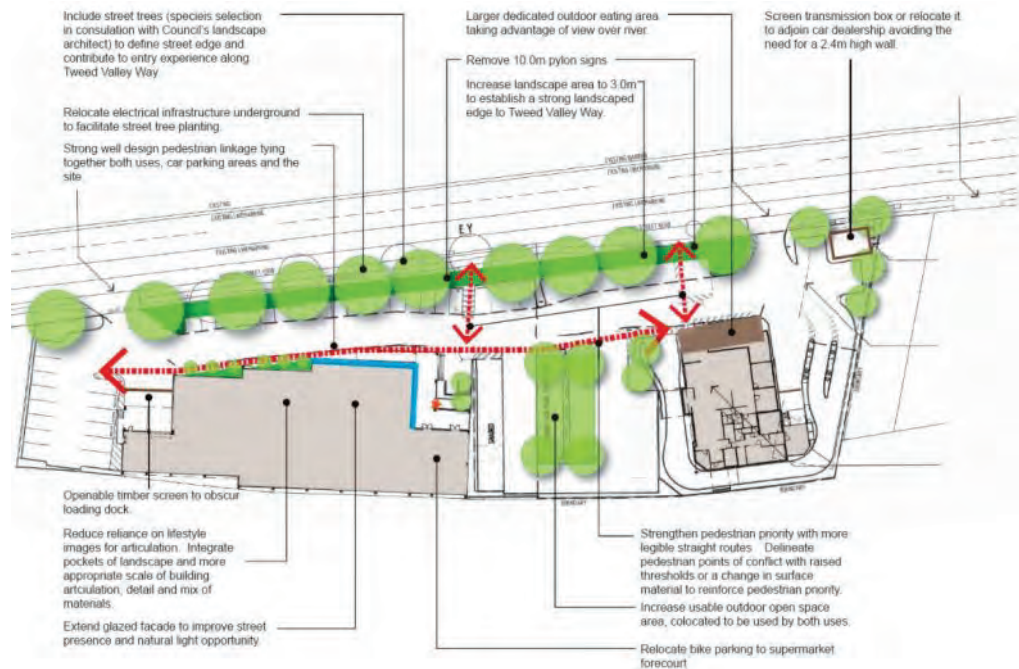 Include street trees (specieis selection
in consulation with Council's landscape
architect) to define street edge and
contribute to entry experience along
Tweed Valley Way
Larger dedicated outdoor eating area
taking advantage of view over river.
Screen transmission box or relocate it
to adjoin car dealership avoiding the
need for a 2.4m high wall.
Remove 10.0m pylon signs
Increase landscape area to 3.0m
to establish a strong landscaped
edge to Tweed Valley Way.
Relocate electrical infrastructure underground
to facilitate street tree planting.
Strong well design pedestrian linkage tying
together both uses, car parking areas and the
site
EXISTING
BOUNDARY
BOUNDARY
Openable timber screen to obscur
loading dock.
Reduce reliance on lifestyle
images for articulation. Integrate
pockets of landscape and more
appropriate scale of building
artciulation, detail and mix of
materials.
Extend glazed facade to improve street
presence and natural light opportunity.
Strengthen pedestrian priority with more
legible straight routes Delineate
pedestrian points of conflict with raised
thresholds or a change in surface
material to reinforce pedestrian priority.
Increase usable outdoor open space
area, colocated to be used by both uses.
Relocate bike parking to supermarket
forecourt